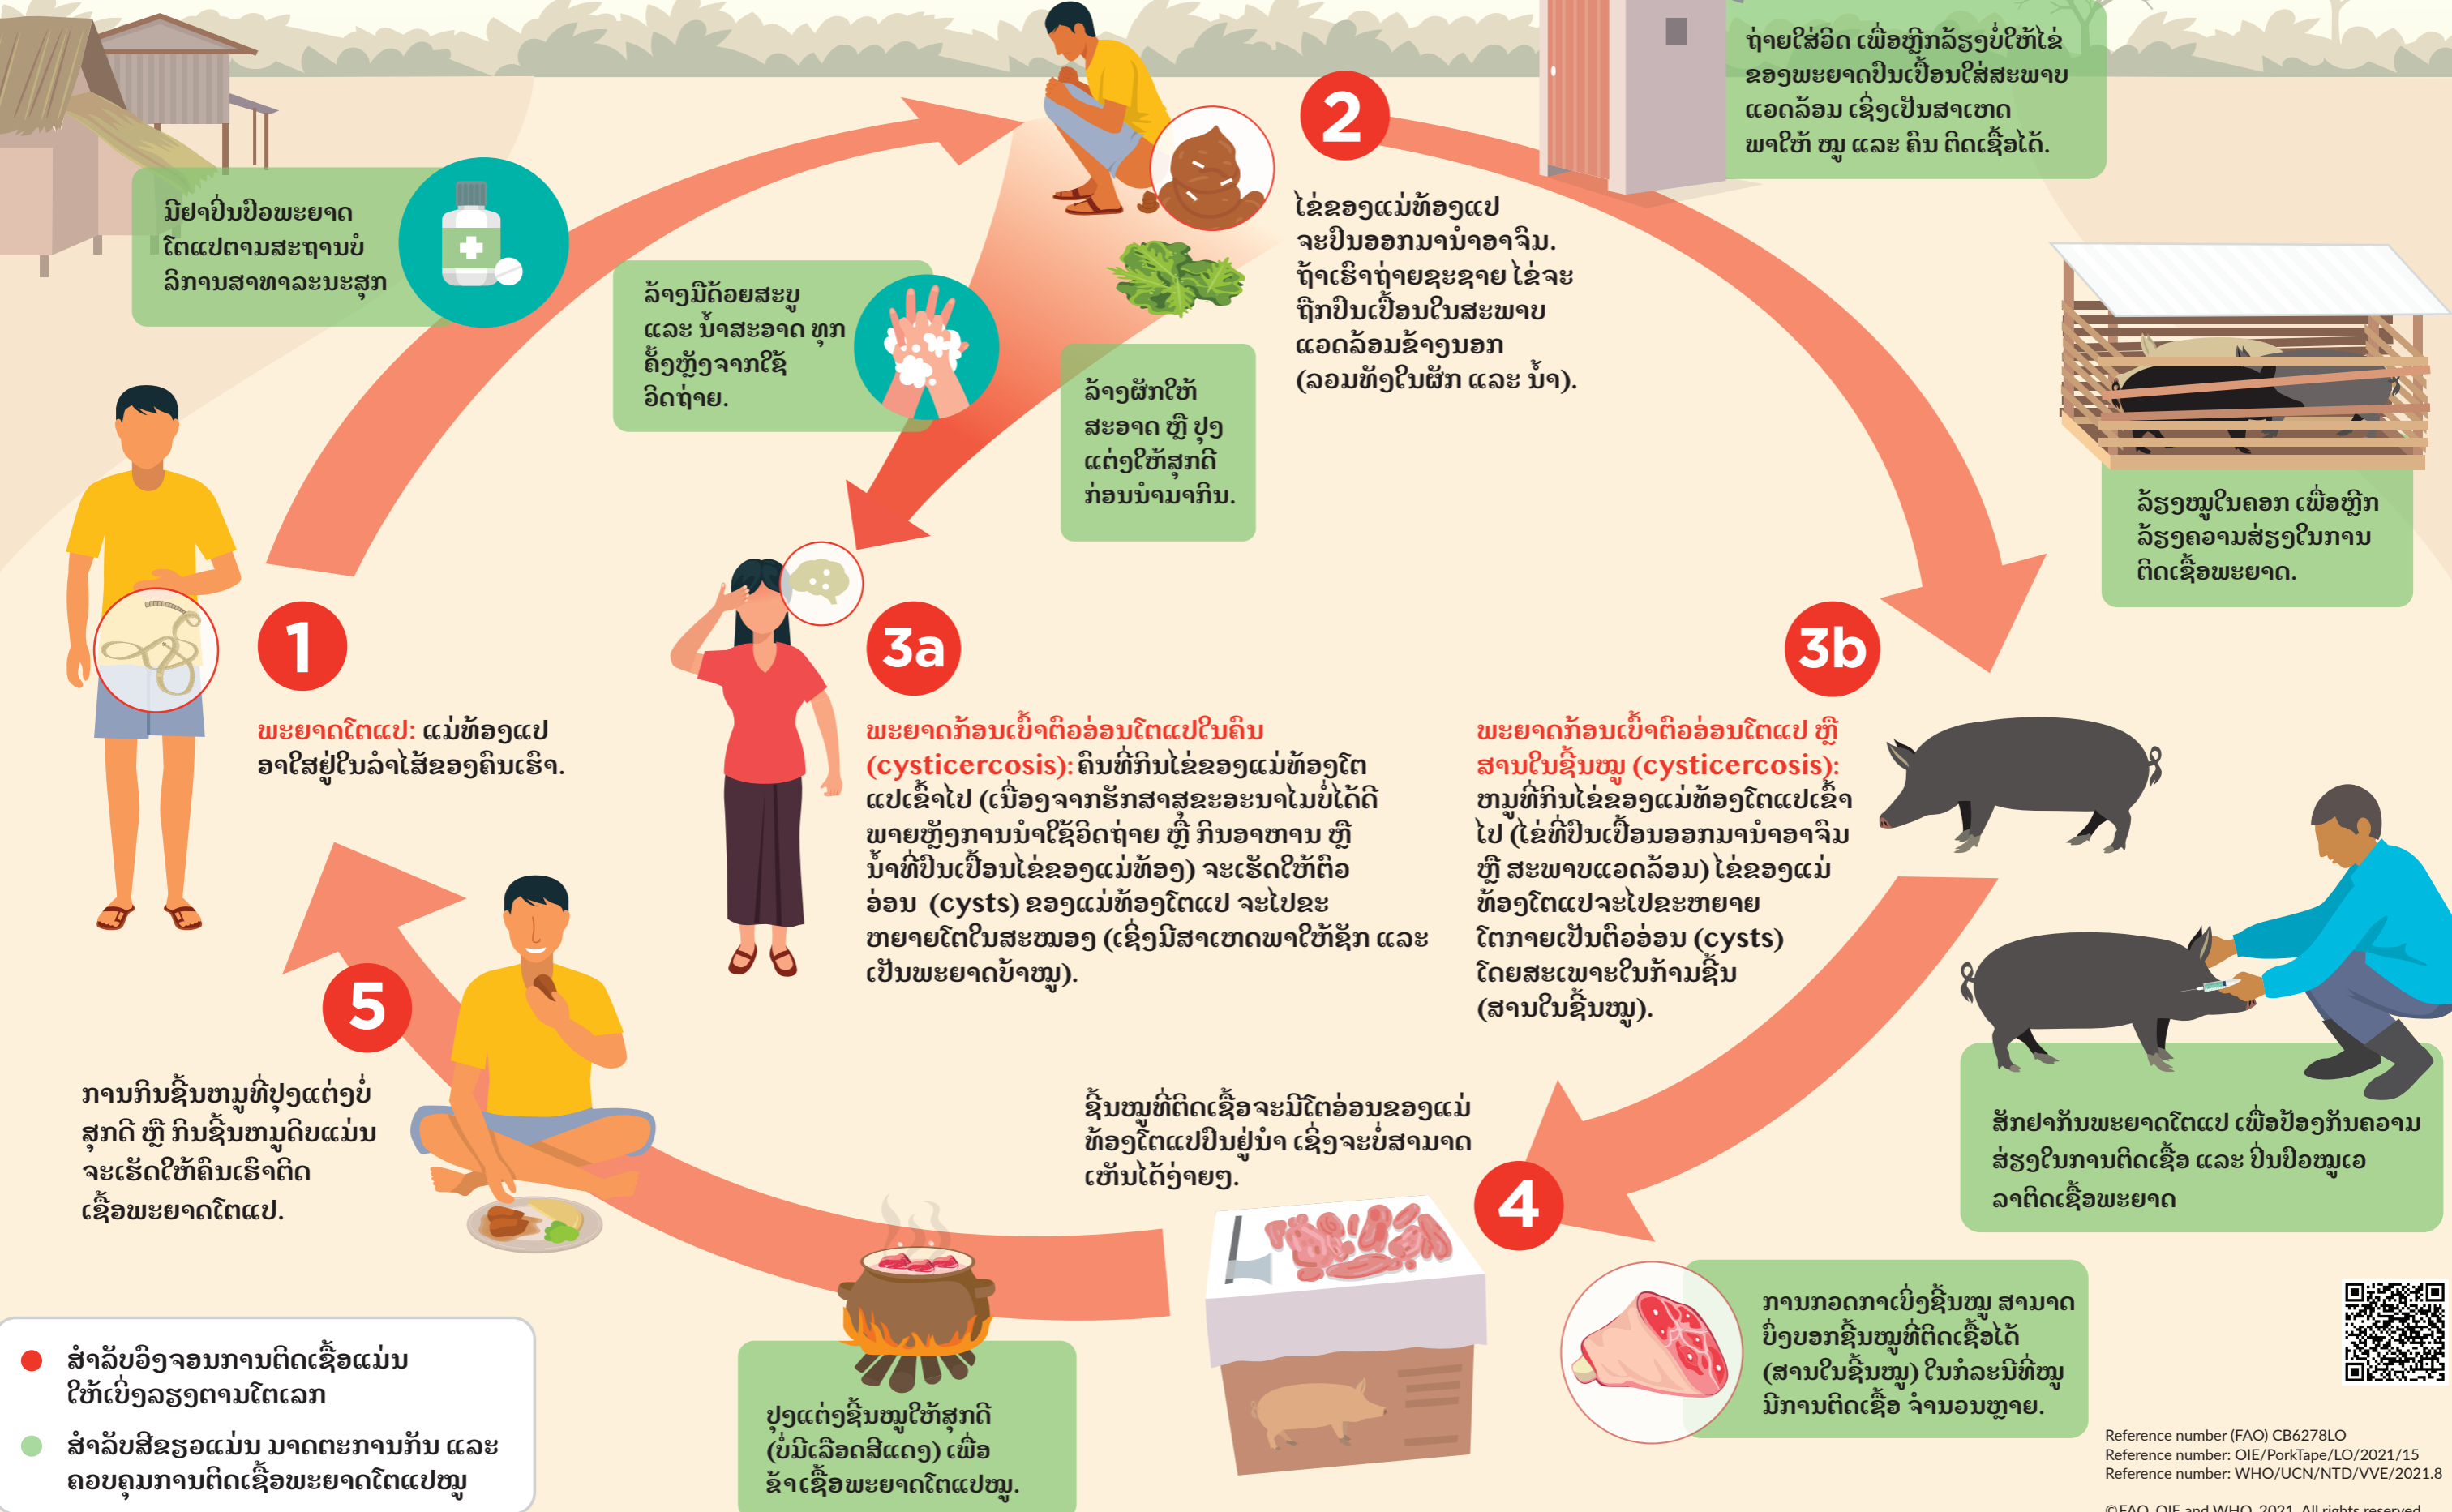 ມີຢາປິ່ນປົວພະຍາດ
ໂຕແປຕາມສະຖານບໍ
ລິການສາທາລະນະສຸກ
ລ້າງມືດ້ວຍສະບູ
ແລະ ນ້ຳສະອາດ ທຸກ
ຄັ້ງຫຼັງຈາກໃຊ້
ວິດຖ່າຍ.
ລ້າງຜັກໃຫ້
ສະອາດ ຫຼື ປຸງ
ແຕ່ງໃຫ້ສຸກດີ
ກ່ອນນຳມາກິນ.
2
ໄຂ່ຂອງແມ່ທ້ອງແປ
ຈະປົນອອກມານຳອາຈົມ.
ຖ້າເຮົາຖ່າຍຊະຊາຍ ໄຂ່ຈະ
ຖືກປົນເປື້ອນໃນສະພາບ
ແວດລ້ອມຂ້າງນອກ
(ລວມທັງໃນຜັກ ແລະ ນ້ຳ).
ຖ່າຍໃສ່ວິດ ເພື່ອຫຼີກລ້ຽງບໍ່ໃຫ້ໄຂ່
ຂອງພະຍາດປົນເປື້ອນໃສ່ສະພາບ
ແວດລ້ອມ ເຊິ່ງເປັນສາເຫດ
ພາໃຫ້ ໝູ ແລະ ຄົນ ຕິດເຊື້ອໄດ້.
ລ້ຽງໝູໃນຄອກ ເພື່ອຫຼີກ
ລ້ຽງຄວາມສ່ຽງໃນການ
ຕິດເຊື້ອພະຍາດ.
1
ພະຍາດໂຕແປ: ແມ່ທ້ອງແປ
ອາໃສຢູ່ໃນລຳໄສ້ຂອງຄົນເຮົາ.
3a
ພະຍາດກ້ອນເບົ້າຕົວອ່ອນໂຕແປໃນຄົນ
(cysticercosis): ຄົນທີ່ກິນໄຂ່ຂອງແມ່ທ້ອງໂຕ
ແປເຂົ້າໄປ (ເນື່ອງຈາກຮັກສາສຸຂະອະນາໄມບໍ່ໄດ້ດີ
ພາຍຫຼັງການນຳໃຊ້ວິດຖ່າຍ ຫຼື ກິນອາຫານ ຫຼື
ນ້ຳທີ່ປົນເປື້ອນໄຂ່ຂອງແມ່ທ້ອງ) ຈະເຮັດໃຫ້ຕົວ
ອ່ອນ (cysts) ຂອງແມ່ທ້ອງໂຕແປ ຈະໄປຂະ
ຫຍາຍໂຕໃນສະໝອງ (ເຊິ່ງມີສາເຫດພາໃຫ້ຊັກ ແລະ
ເປັນພະຍາດບ້າໝູ).
3b
ພະຍາດກ້ອນເບົ້າຕົວອ່ອນໂຕແປ ຫຼື
ສານໃນຊີ້ນໝູ (cysticercosis):
ຫມູທີ່ກິນໄຂ່ຂອງແມ່ທ້ອງໂຕແປເຂົ້າ
ໄປ (ໄຂ່ທີ່ປົນເປື້ອນອອກມານຳອາຈົມ
ຫຼື ສະພາບແວດລ້ອມ) ໄຂ່ຂອງແມ່
ທ້ອງໂຕແປຈະໄປຂະຫຍາຍ
ໂຕກາຍເປັນຕົວອ່ອນ (cysts)
ໂດຍສະເພາະໃນກ້າມຊີ້ນ
(ສານໃນຊີ້ນໝູ).
ສັກຢາກັນພະຍາດໂຕແປ ເພື່ອປ້ອງກັນຄວາມ
ສ່ຽງໃນການຕິດເຊື້ອ ແລະ ປິ່ນປົວໝູເວ
ລາຕິດເຊື້ອພະຍາດ
4
ຊີ້ນໝູທີ່ຕິດເຊື້ອຈະມີໂຕອ່ອນຂອງແມ່
ທ້ອງໂຕແປປົນຢູ່ນຳ ເຊິ່ງຈະບໍ່ສາມາດ
ເຫັນໄດ້ງ່າຍໆ.
ການກວດກາເບິ່ງຊີ້ນໝູ ສາມາດ
ບົ່ງບອກຊີ້ນໝູທີ່ຕິດເຊື້ອໄດ້
(ສານໃນຊີ້ນໝູ) ໃນກໍລະນີທີ່ໝູ
ມີການຕິດເຊື້ອ ຈຳນວນຫຼາຍ.
5
ການກິນຊີ້ນຫມູທີ່ປຸງແຕ່ງບໍ່
ສຸກດີ ຫຼື ກິນຊີ້ນຫມູດິບແມ່ນ
ຈະເຮັດໃຫ້ຄົນເຮົາຕິດ
ເຊື້ອພະຍາດໂຕແປ.
ປຸງແຕ່ງຊີ້ນໝູໃຫ້ສຸກດີ
(ບໍ່ມີເລືອດສີແດງ) ເພື່ອ
ຂ້າເຊື້ອພະຍາດໂຕແປໝູ.
ສຳລັບວົງຈອນການຕິດເຊື້ອແມ່ນ
ໃຫ້ເບິ່ງລຽງຕາມໂຕເລກ
ສຳລັບສີຂຽວແມ່ນ ມາດຕະການກັນ ແລະ
ຄວບຄຸມການຕິດເຊື້ອພະຍາດໂຕແປໝູ
Reference number (FAO) CB6278LO
Reference number: OIE/PorkTape/LO/2021/15
Reference number: WHO/UCN/NTD/VVE/2021.8
©FAO, OIE and WHO, 2021. All rights reserved